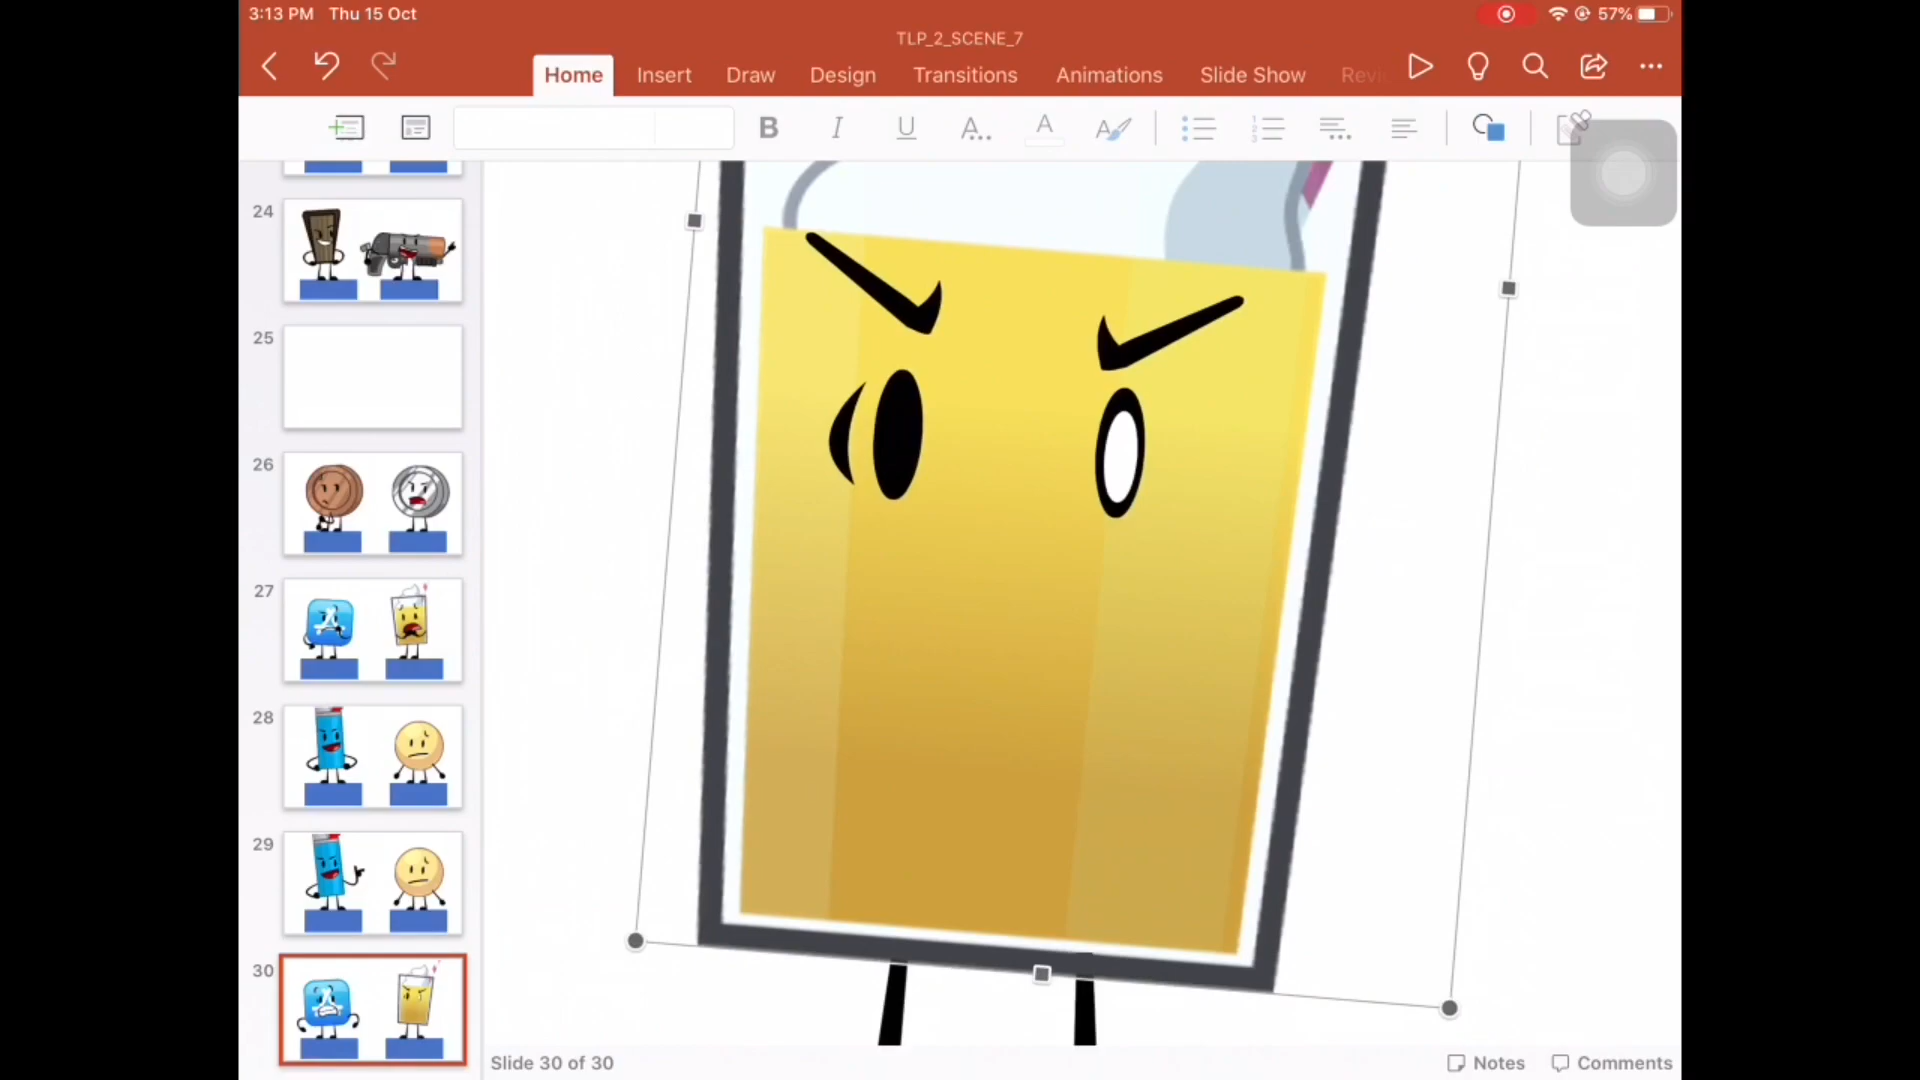 3:13 PM Thu 15 Oct
57%
TLP_2_SCENE_7
Home Insert Draw Design Transitions Animations Slide Show Revi
B I U A.. A A
24
25
26
27
28
29
30
Slide 30 of 30
Notes Comments